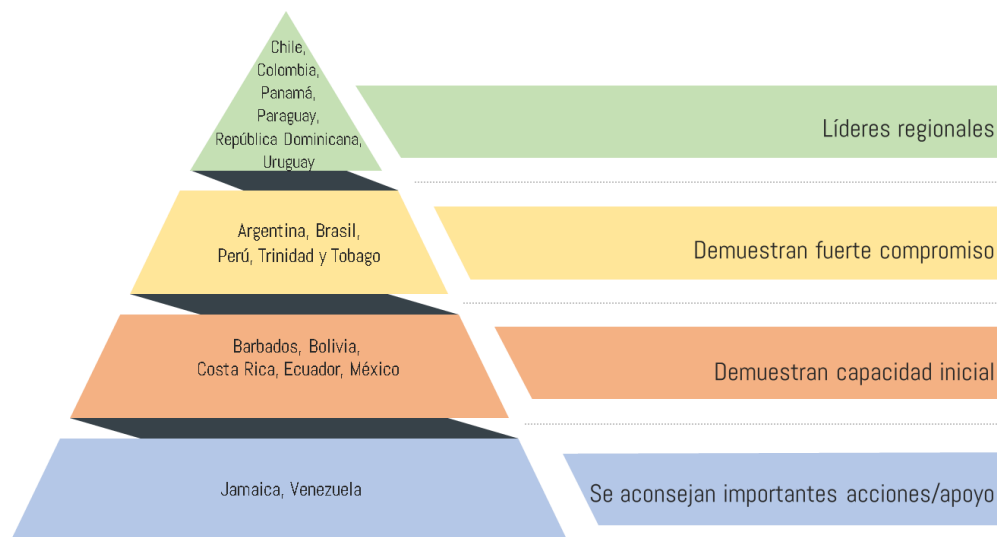 Chile,
Colombia,
Panamá,
Paraguay,
República Dominicana,
Uruguay
Líderes regionales
Argentina, Brasil,
Perú, Trinidad y Tobago
Demuestran fuerte compromiso
Barbados, Bolivia,
Costa Rica, Ecuador, México
Demuestran capacidad inicial
Jamaica, Venezuela
Se aconsejan importantes acciones/apoyo